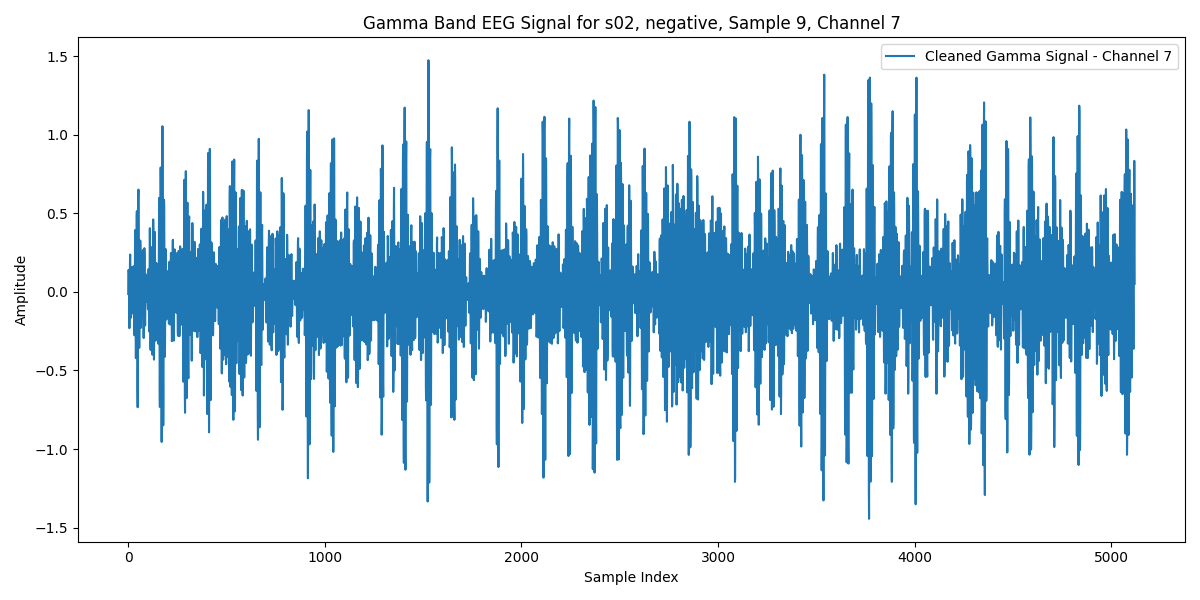 Gamma Band EEG Signal for s02, negative, Sample 9, Channel 7
Cleaned Gamma Signal - Channel 7
1.5
1.0
0.5
0.0
−0.5
−1.0
−1.5
Amplitude
0 1000 2000 3000 4000 5000
Sample Index